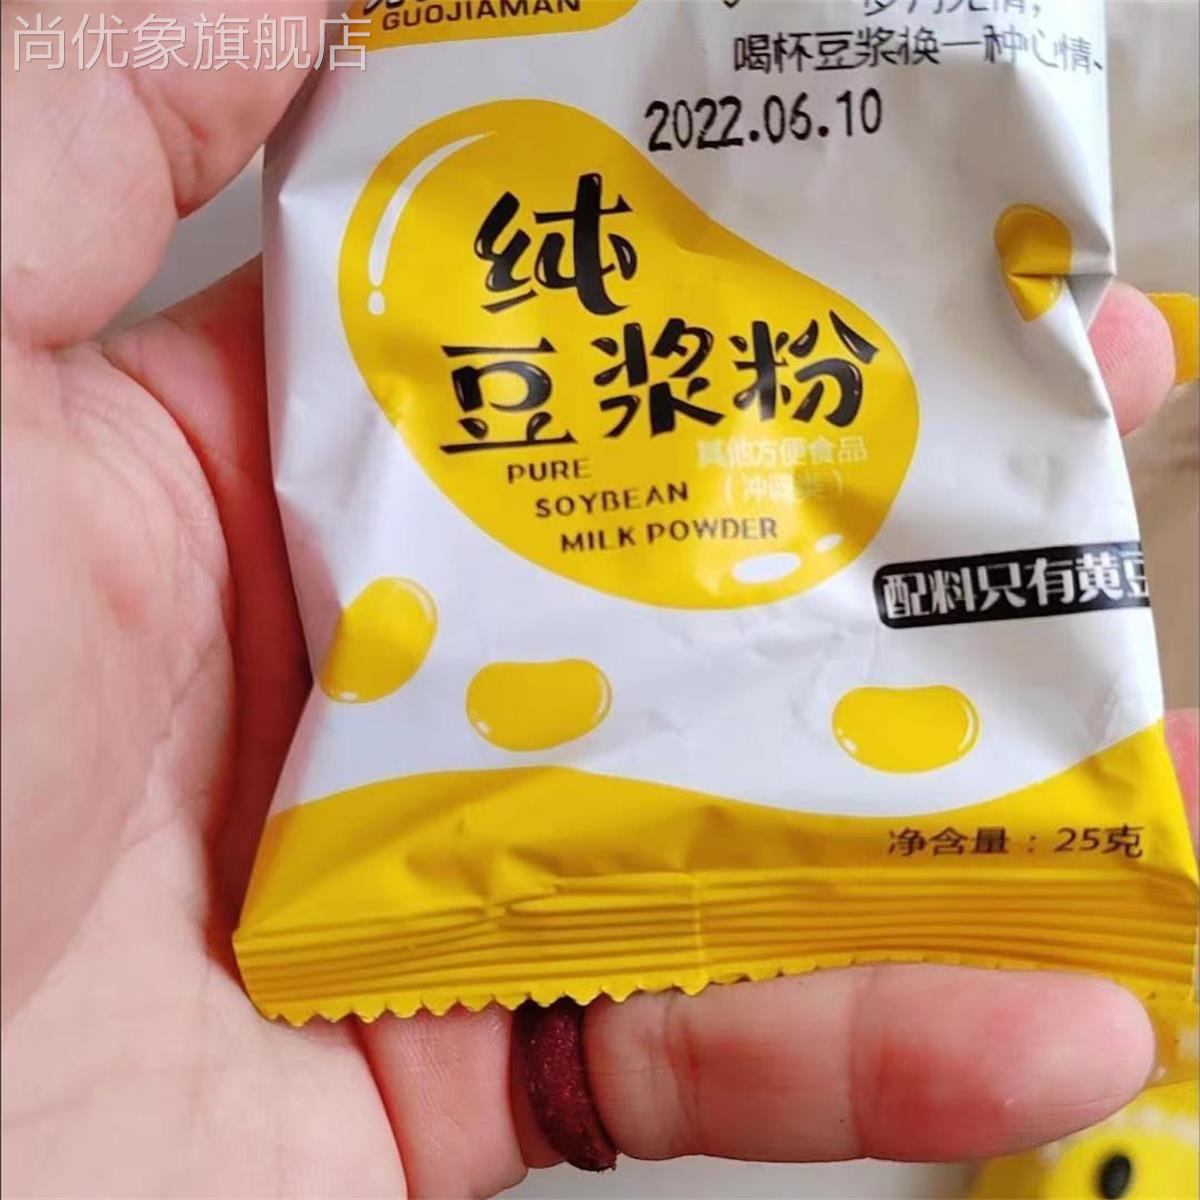 尚优象旗舰店
GUOJIAMAN
喝杯豆浆换一种心情、
2022.06.10
纯
豆浆粉
PURE
SOYBEAN
MILK POWDER
其他方便食品
(冲调类)
配料只有黄豆
净含量:25克